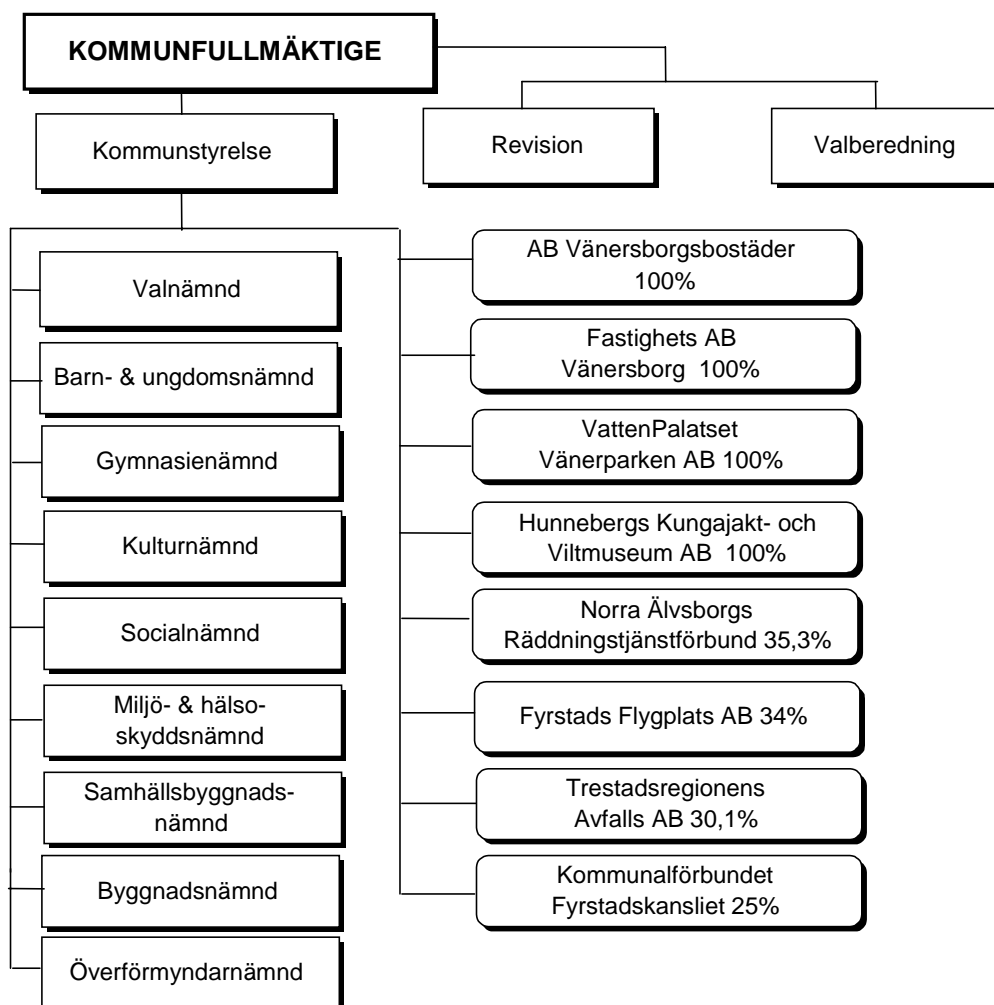 KOMMUNFULLMÄKTIGE
Kommunstyrelse
Revision
Valberedning
Valnämnd
Barn- & ungdomsnämnd
Gymnasienämnd
Kulturnämnd
Socialnämnd
Miljö- & hälso-
skyddsnämnd
Samhällsbyggnads-
nämnd
Byggnadsnämnd
Överförmyndarnämnd
AB Vänersborgsbostäder
100%
Fastighets AB
Vänersborg 100%
VattenPalatset
Vänerparken AB 100%
Hunnebergs Kungajakt- och
Viltmuseum AB 100%
Norra Älvsborgs
Räddningstjänstförbund 35,3%
Fyrstads Flygplats AB 34%
Trestadsregionens
Avfalls AB 30,1%
Kommunalförbundet
Fyrstadskansliet 25%